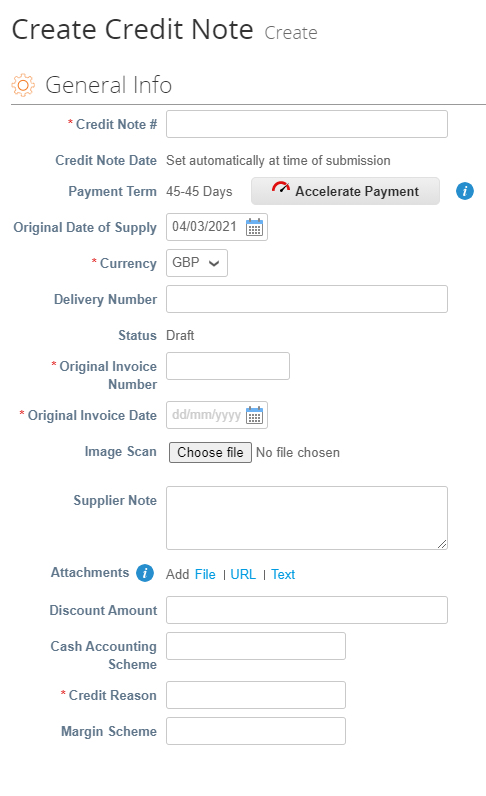 Create Credit Note Create
General Info
* Credit Note #
Credit Note Date Set automatically at time of submission
Payment Term 45-45 Days Accelerate Payment i
Original Date of Supply 04/03/2021
* Currency GBP
Delivery Number
Status Draft
* Original Invoice
Number
* Original Invoice Date dd/mm/yyyy
Image Scan Choose file No file chosen
Supplier Note
Attachments i Add File | URL | Text
Discount Amount
Cash Accounting
Scheme
* Credit Reason
Margin Scheme